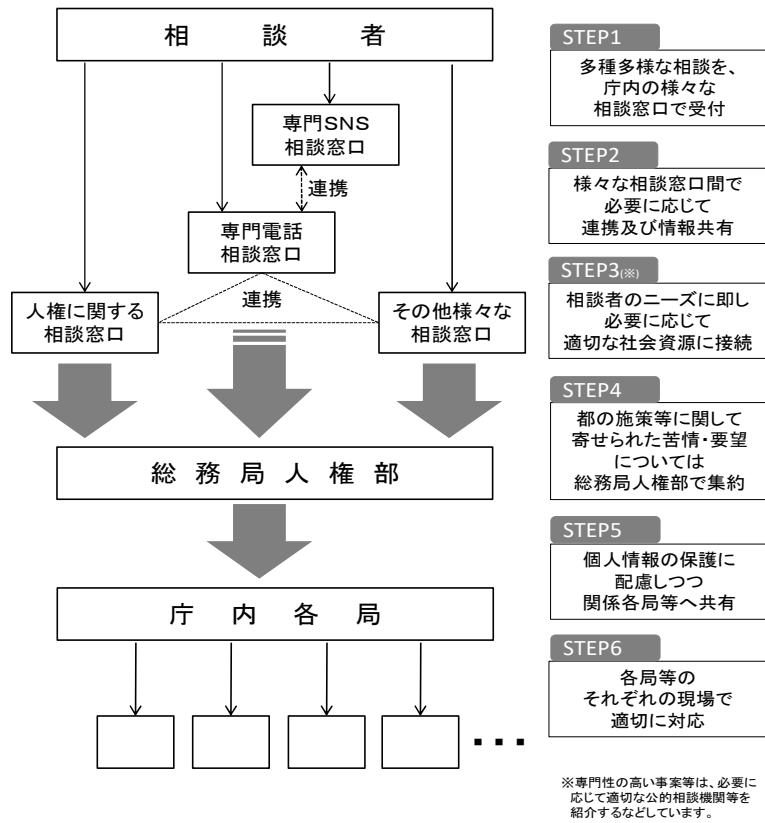 相談者
専門SNS
相談窓口
連携
専門電話
相談窓口
連携
人権に関する
相談窓口
その他様々な
相談窓口
総務局人権部
庁内各局
・・・
STEP1
多種多様な相談を、
庁内の様々な
相談窓口で受付
STEP2
様々な相談窓口間で
必要に応じて
連携及び情報共有
STEP3(※)
相談者のニーズに即し
必要に応じて
適切な社会資源に接続
STEP4
都の施策等に関して
寄せられた苦情・要望
については
総務局人権部で集約
STEP5
個人情報の保護に
配慮しつつ
関係各局等へ共有
STEP6
各局等の
それぞれの現場で
適切に対応
※専門性の高い事案等は、必要に
応じて適切な公的相談機関等を
紹介するなどしています。